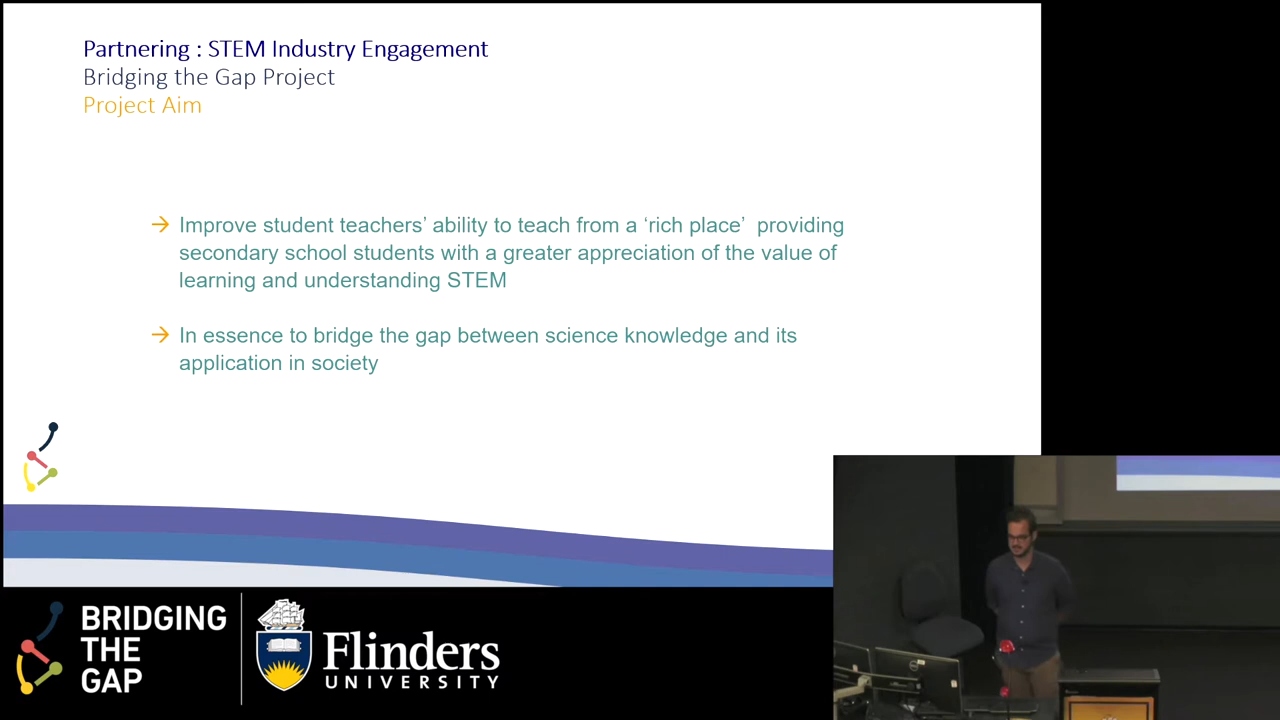 Partnering : STEM Industry Engagement
Bridging the Gap Project
Project Aim
→ Improve student teachers’ ability to teach from a ‘rich place’  providing
secondary school students with a greater appreciation of the value of
learning and understanding STEM
→ In essence to bridge the gap between science knowledge and its
application in society
BRIDGING
THE
GAP
Flinders
UNIVERSITY